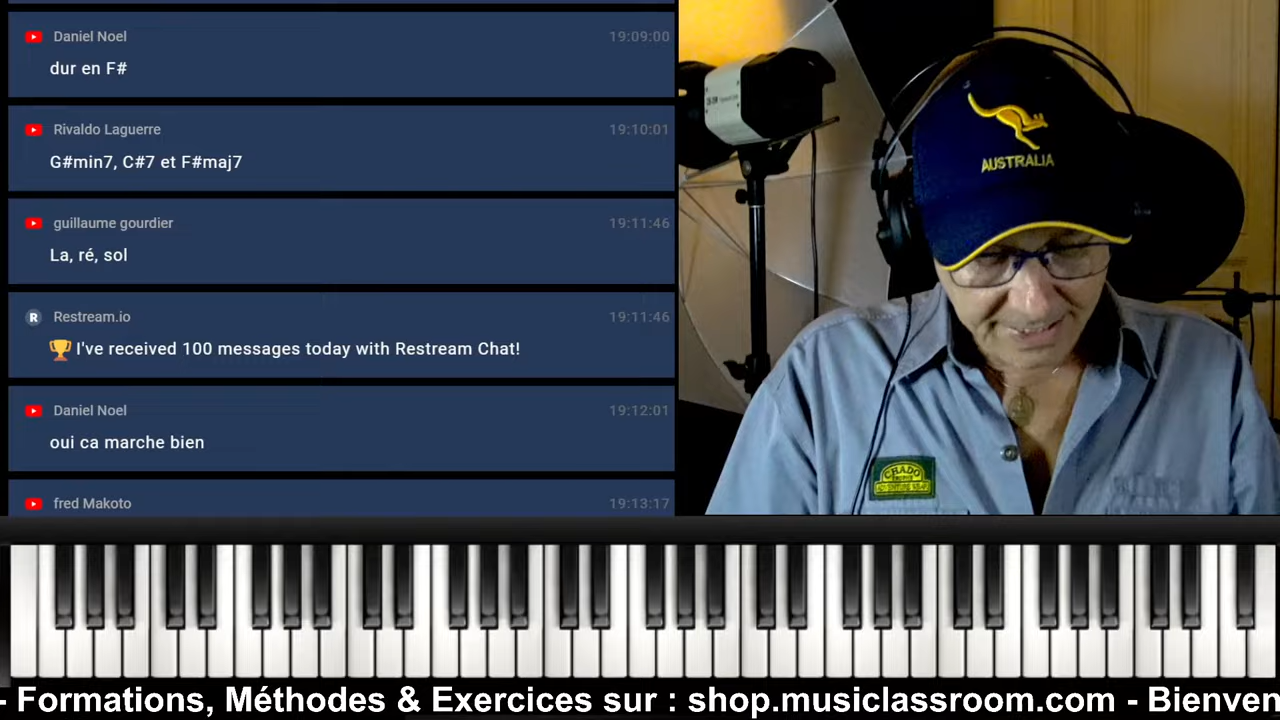 Daniel Noel 19:09:00
dur en F#
Rivaldo Laguerre 19:10:01
G#min7, C#7 et F#maj7
guillaume gourdier 19:11:46
La, ré, sol
R Restream.io 19:11:46
🏆 I've received 100 messages today with Restream Chat!
Daniel Noel 19:12:01
oui ca marche bien
fred Makoto 19:13:17
AUSTRALIA
CHADO
- Formations, Méthodes & Exercices sur : shop.musiclassroom.com - Bienven